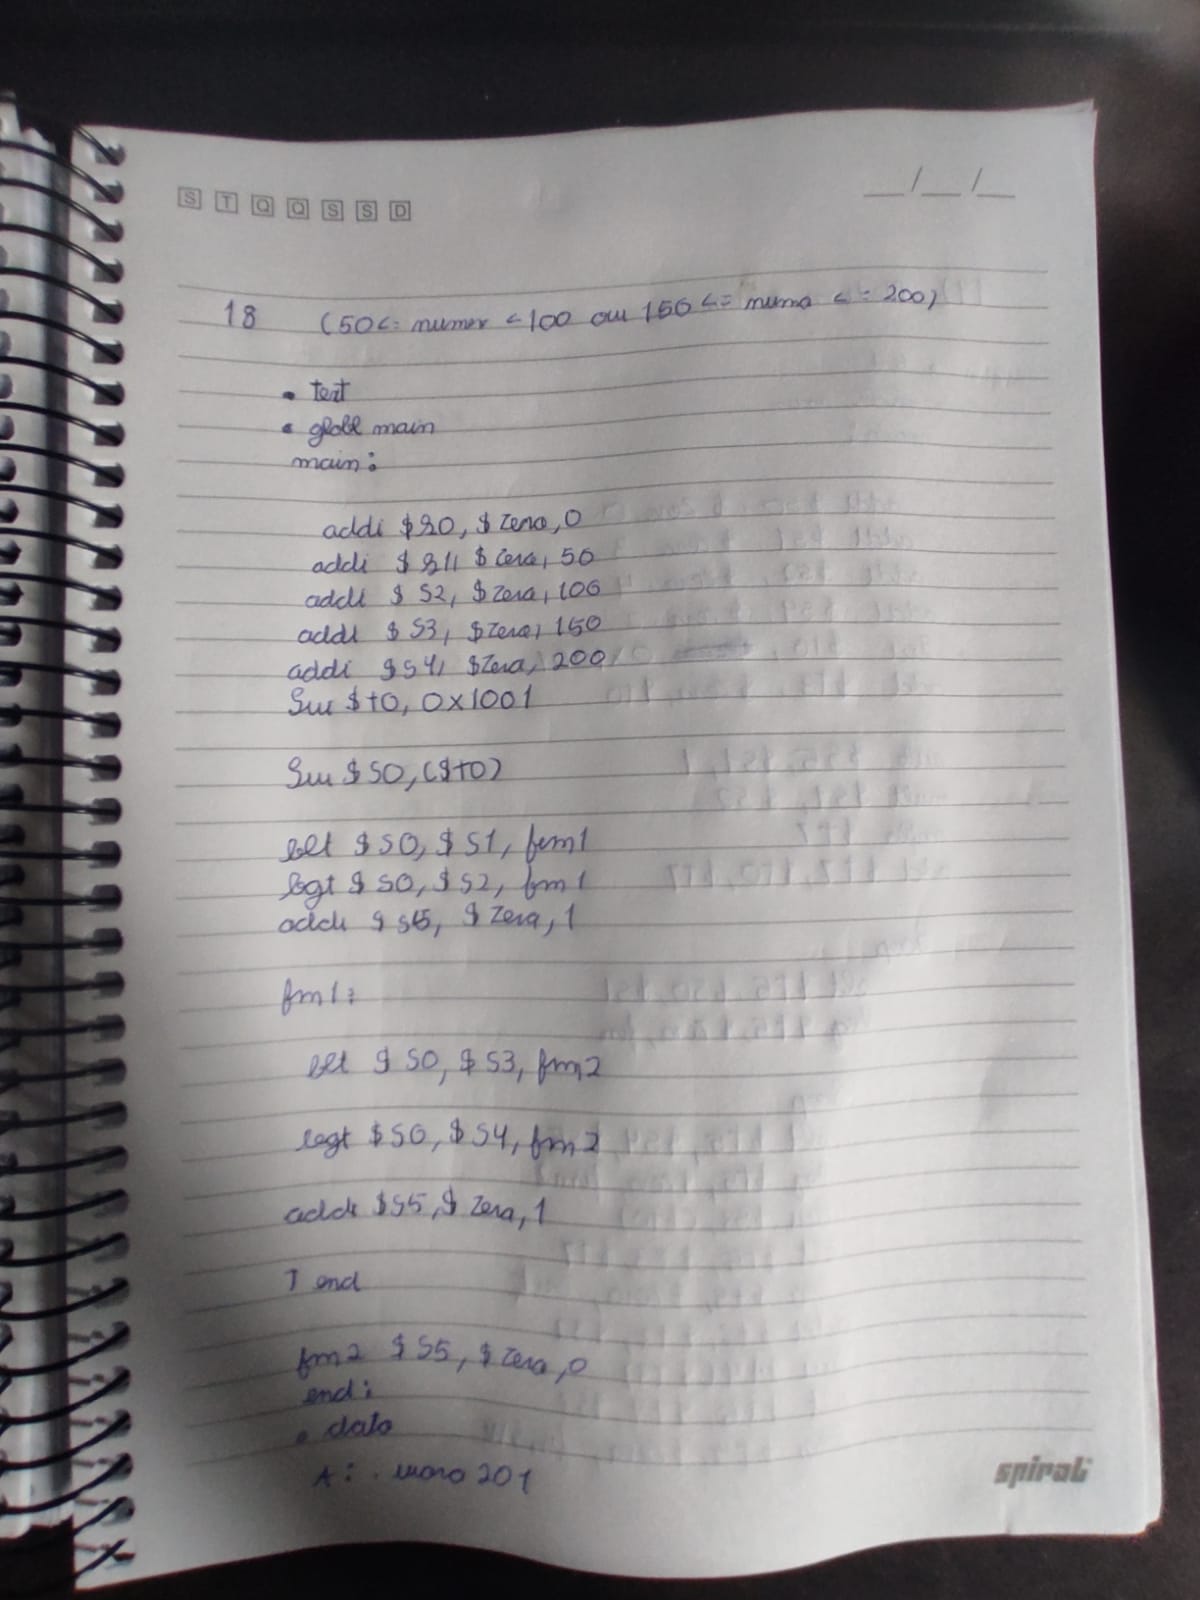 S T Q Q S S D
__/__/__
18 (50<= numer <100 ou 150 <= numo <= 200)
. text
. globl main
main:
addi $S0, $zero, 0
addi $S1, $zero, 50
addi $S2, $zero, 100
addi $S3, $zero, 150
addi $S4, $zero, 200
$t0, 0x1001
$S0, ($t0)
blt $S0, $S1, fim1
bgt $S0, $S2, fim1
addi $S5, $zero, 1
fim1:
blt $S0, $S3, fim2
bgt $S0, $S4, fim2
addi $S5, $zero, 1
J end
fim2 $S5, $zero, 0
end:
. data
A: . word 201
spiral